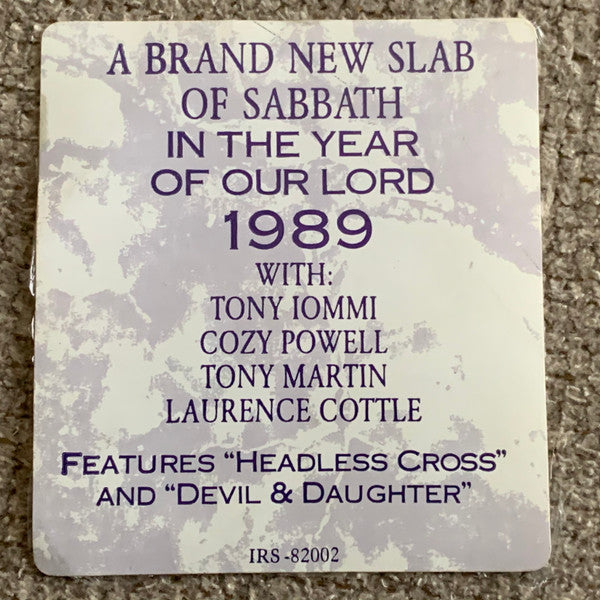 A BRAND NEW SLAB
OF SABBATH
IN THE YEAR
OF OUR LORD
1989
WITH:
TONY IOMMI
COZY POWELL
TONY MARTIN
LAURENCE COTTLE
FEATURES “HEADLESS CROSS”
AND “DEVIL & DAUGHTER”
IRS-82002